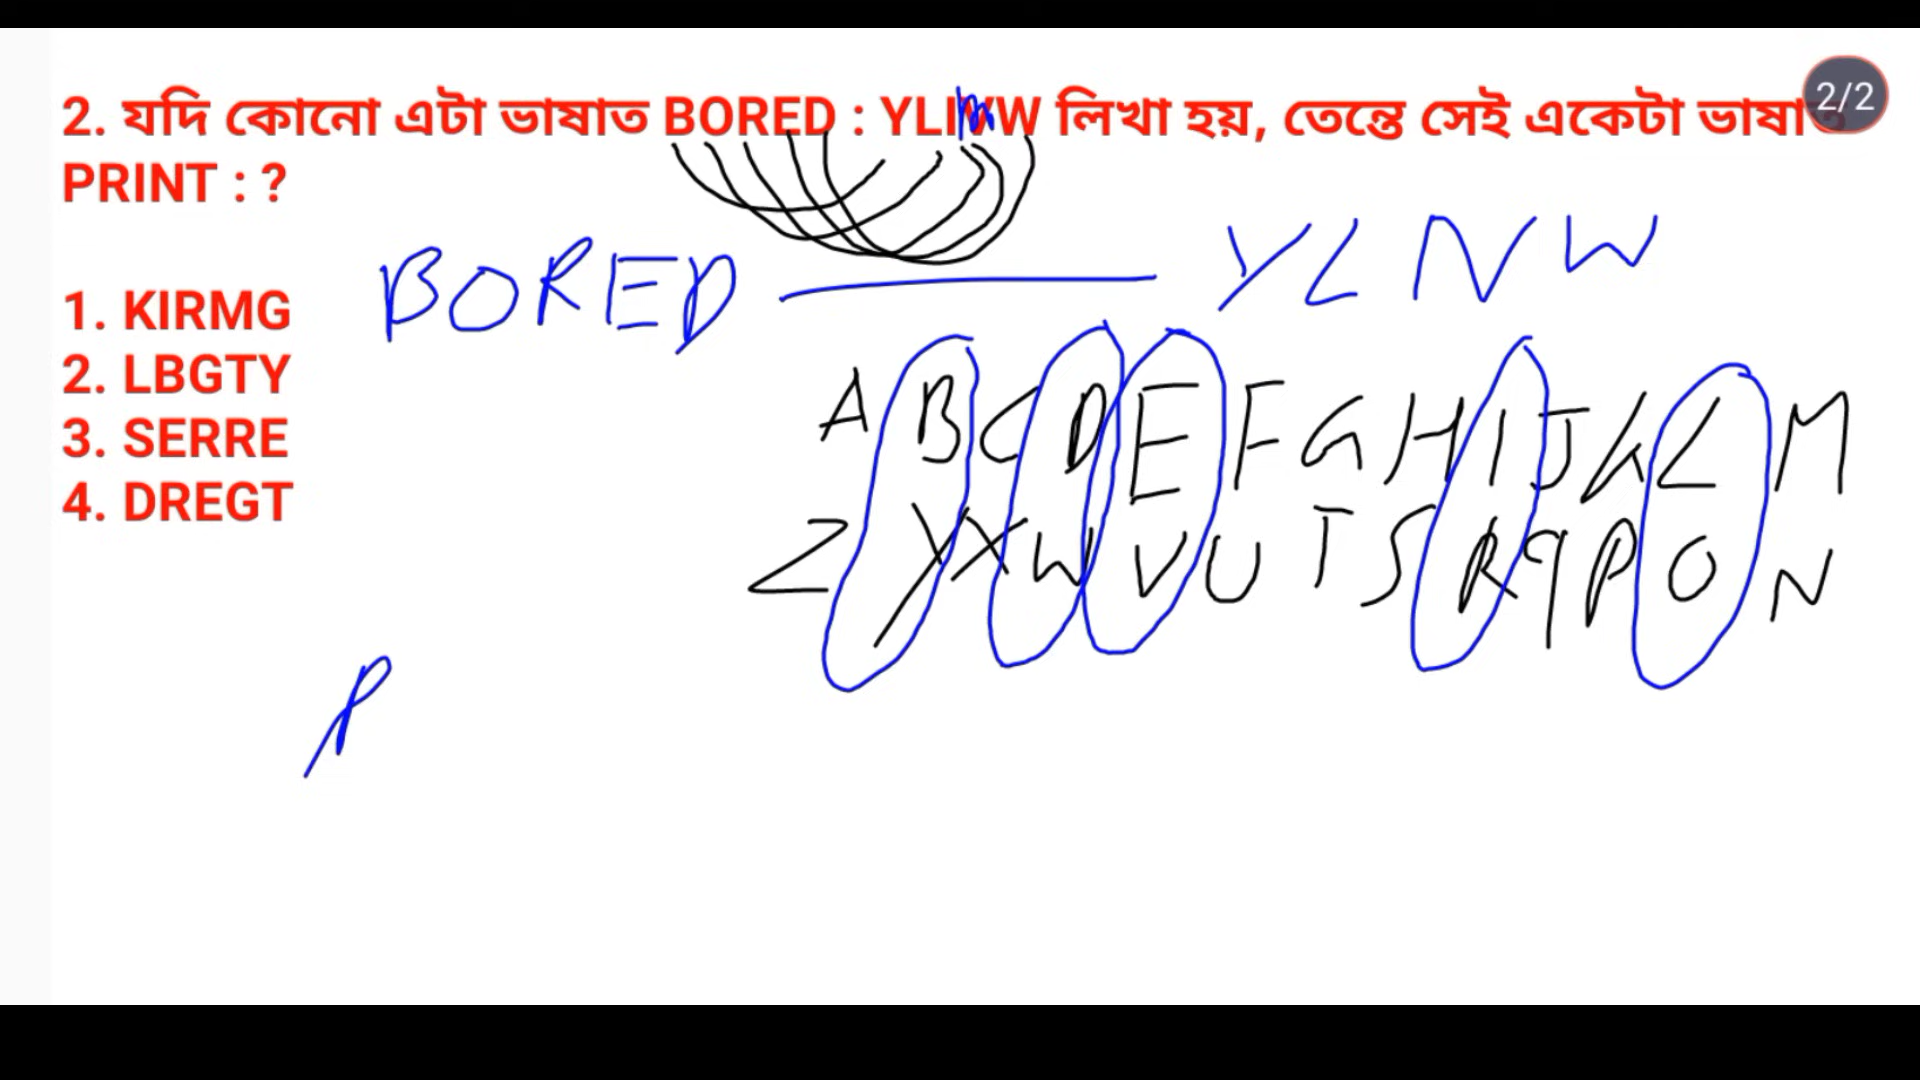 2. যদি কোনো এটা ভাষাত BORED : YLI W লিখা হয়, তেন্তে সেই একেটা ভাষাত
2/2
PRINT : ?
1. KIRMG
2. LBGTY
3. SERRE
4. DREGT
BORED YLNW
A B C D E F G H I J K L M
Z Y X W V U T S R q P O N
P